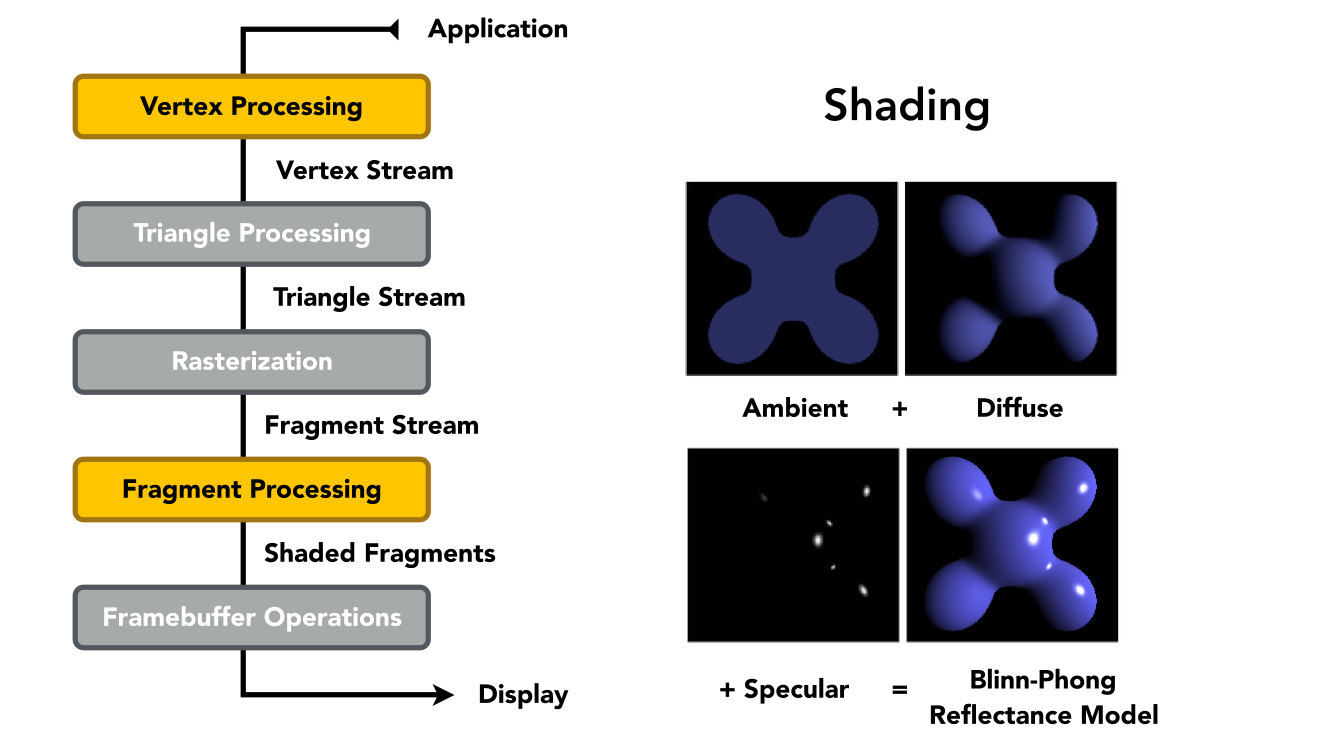 Application
Vertex Processing
Vertex Stream
Triangle Processing
Triangle Stream
Rasterization
Fragment Stream
Fragment Processing
Shaded Fragments
Framebuffer Operations
Display
Shading
Ambient + Diffuse
+ Specular = Blinn-Phong
Reflectance Model